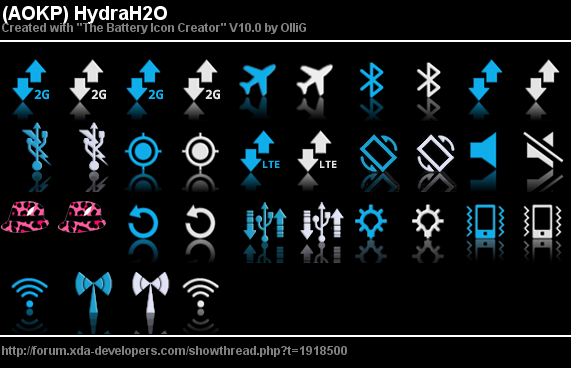 (AOKP) HydraH2O
Created with "The Battery Icon Creator" V10.0 by OlliG
2G 2G 2G 2G
LTE LTE
http://forum.xda-developers.com/showthread.php?t=1918500